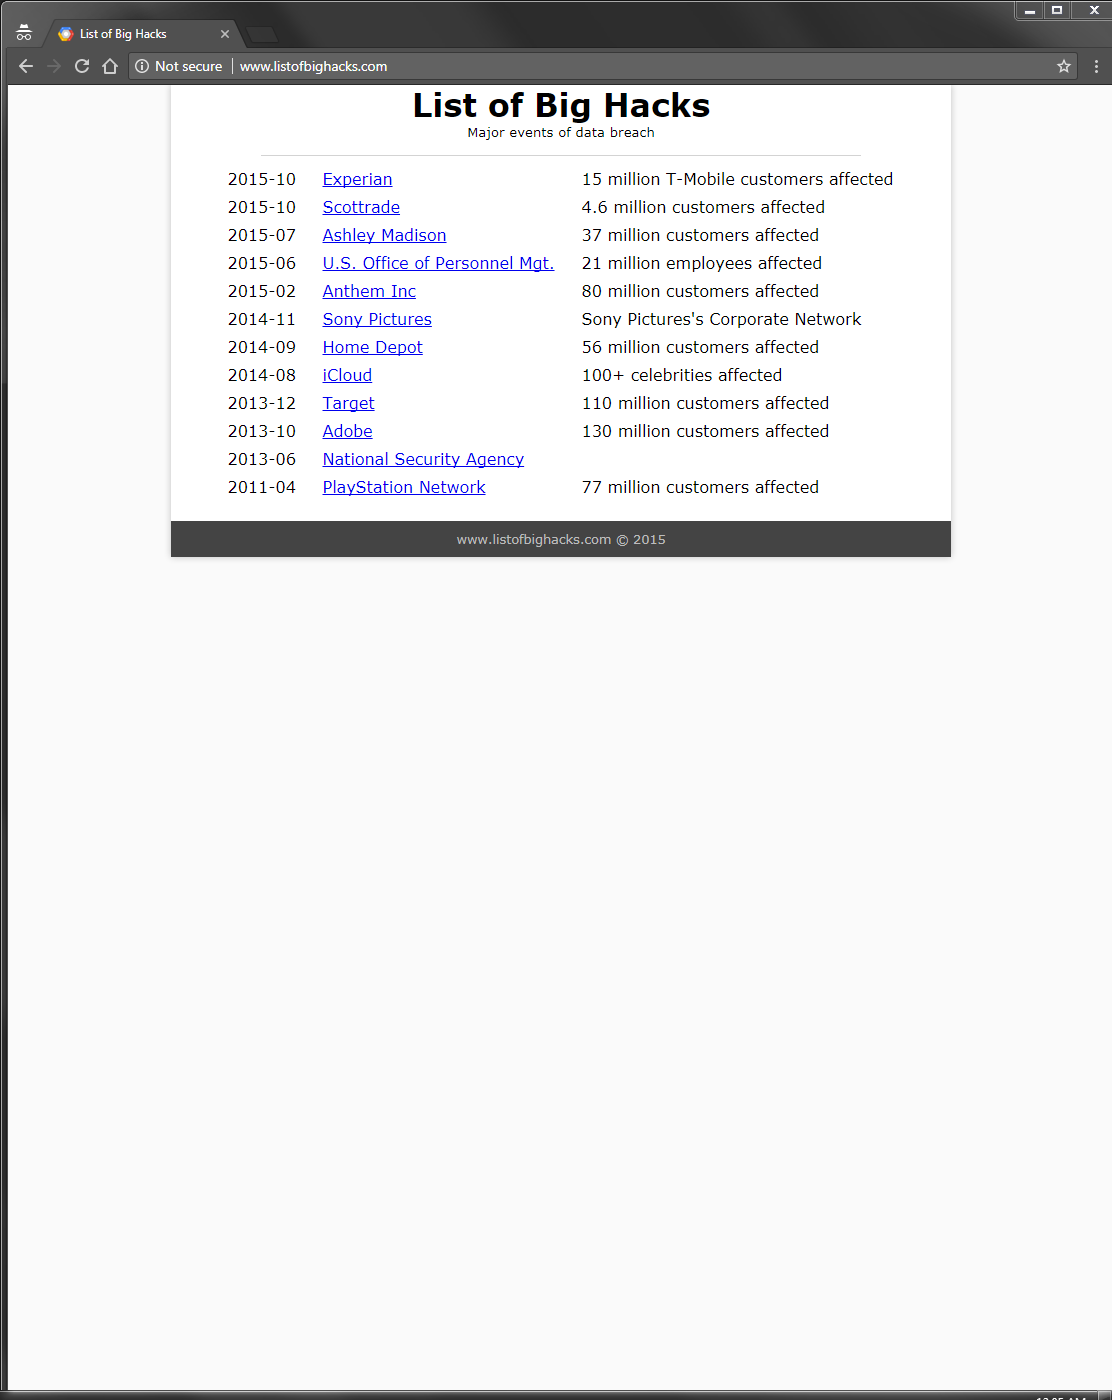 List of Big Hacks
Not secure | www.listofbighacks.com
List of Big Hacks
Major events of data breach
2015-10 Experian 15 million T-Mobile customers affected
2015-10 Scottrade 4.6 million customers affected
2015-07 Ashley Madison 37 million customers affected
2015-06 U.S. Office of Personnel Mgt. 21 million employees affected
2015-02 Anthem Inc 80 million customers affected
2014-11 Sony Pictures Sony Pictures's Corporate Network
2014-09 Home Depot 56 million customers affected
2014-08 iCloud 100+ celebrities affected
2013-12 Target 110 million customers affected
2013-10 Adobe 130 million customers affected
2013-06 National Security Agency
2011-04 PlayStation Network 77 million customers affected
www.listofbighacks.com © 2015